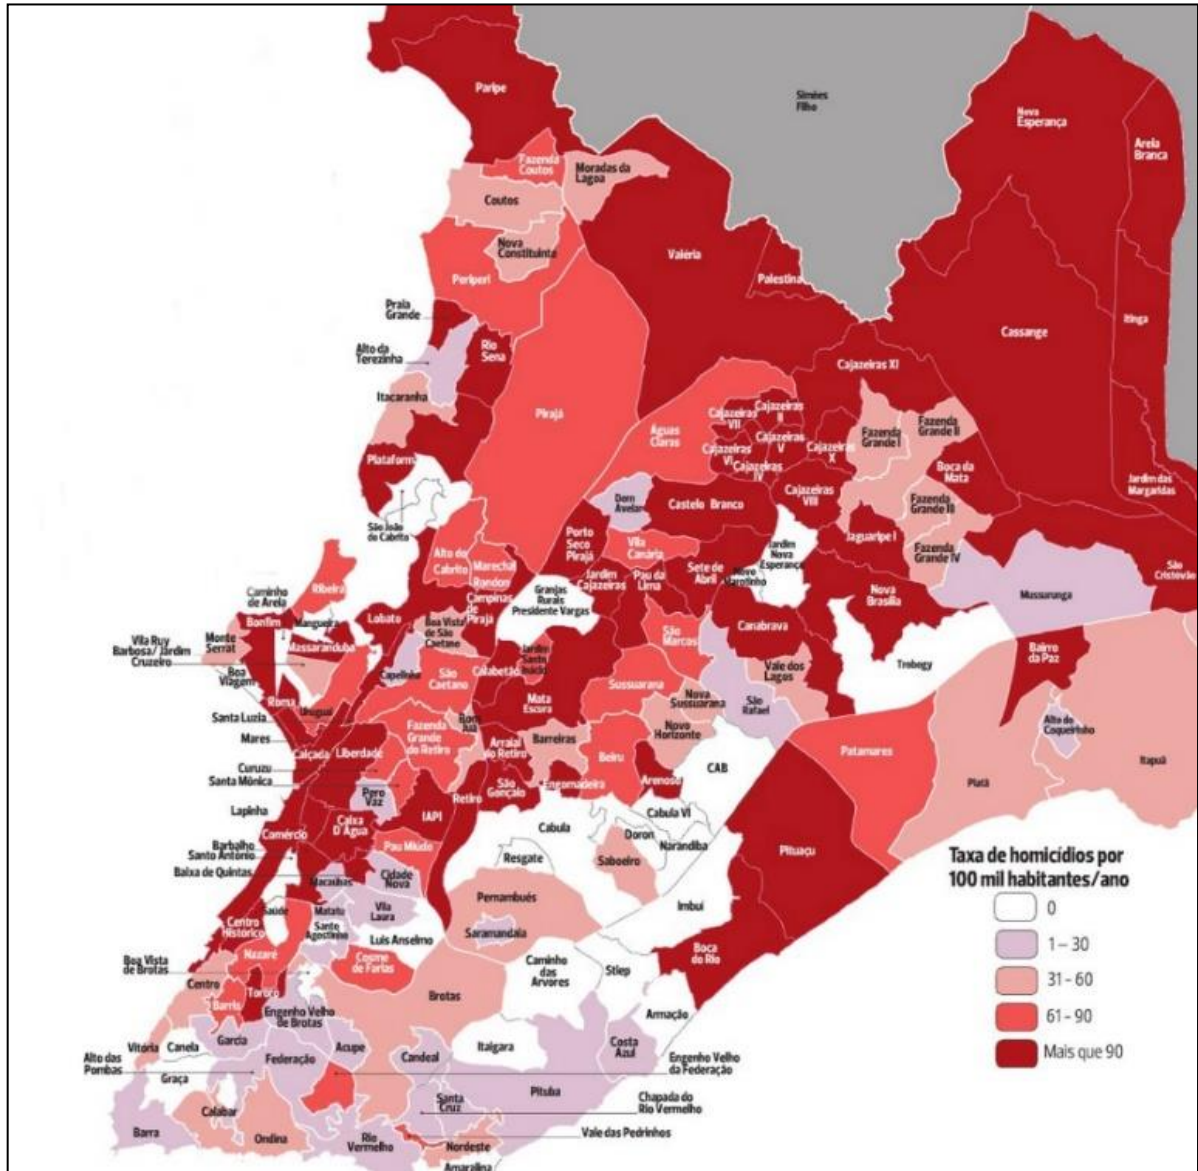 Paripe
Simões
Filho
Nova
Esperança
Areia
Branca
Fazenda
Coutos
Moradas da
Lagoa
Coutos
Nova
Constituinte
Periperi
Valéria
Palestina
Praia
Grande
Rio
Sena
Alto da
Terezinha
Itacaranha
Pirajá
Cassange
Itinga
Cajazeiras XI
Águas
Claras
Cajazeiras
VII
Cajazeiras
II
Cajazeiras
V
Cajazeiras
VI
Cajazeiras
IV
Cajazeiras
X
Fazenda
Grande I
Fazenda
Grande II
Plataforma
Boca da
Mata
Jardim das
Margaridas
São João
do Cabrito
Dom
Avelar
Castelo Branco
Cajazeiras
VIII
Fazenda
Grande III
Porto
Seco
Pirajá
Vila
Canária
Jardim
Nova
Esperança
Jaguaripe I
Fazenda
Grande IV
Alto do
Cabrito
Marechal
Rondon
Campinas
de
Pirajá
Jardim
Cajazeiras
Pau da
Lima
Sete de
Abril
Novo
Marotinho
Nova
Brasília
Mussurunga
São
Cristóvão
Granjas
Rurais
Presidente Vargas
Ribeira
Caminho
de Areia
Mangueira
Bonfim
Massaranduba
Lobato
Boa Vista
de São
Caetano
Vila Ruy
Barbosa/ Jardim
Cruzeiro
Monte
Serrat
Boa
Viagem
Capelinha
São
Caetano
Calabetão
Jardim
Santo
Inácio
São
Marcos
Canabrava
Vale dos
Lagos
Trobogy
Bairro
da Paz
Roma
Uruguai
Mata
Escura
Sussuarana
Nova
Sussuarana
São
Rafael
Alto do
Coqueirinho
Santa Luzia
Mares
Calçada
Liberdade
Fazenda
Grande
do Retiro
Bom
Juá
Arraial
do Retiro
Barreiras
Novo
Horizonte
Beiru
Patamares
Itapuã
Curuzu
Santa Mônica
Pero
Vaz
Retiro
São
Gonçalo
Engomadeira
Arenoso
CAB
Platã
Lapinha
Comércio
Caixa
D'Água
IAPI
Cabula
Cabula VI
Doron
Narandiba
Resgate
Saboeiro
Barbalho
Santo Antônio
Baixa de Quintas
Pau Miúdo
Macaúbas
Cidade
Nova
Pituaçu
Taxa de homicídios por
100 mil habitantes/ano
0
1 – 30
31 – 60
61 – 90
Mais que 90
Pernambués
Saúde
Matatu
Vila
Laura
Santo
Agostinho
Saramandaia
Imbuí
Centro
Histórico
Luis Anselmo
Boca
do Rio
Nazaré
Cosme
de Farias
Boa Vista
de Brotas
Caminho
das
Árvores
Stiep
Centro
Barris
Tororó
Brotas
Engenho Velho
de Brotas
Armação
Vitória
Canela
Garcia
Acupe
Candeal
Itaigara
Costa
Azul
Alto das
Pombas
Graça
Federação
Engenho Velho
da Federação
Calabar
Santa
Cruz
Pituba
Chapada do
Rio Vermelho
Barra
Ondina
Rio
Vermelho
Nordeste
Vale das Pedrinhos
Amaralina